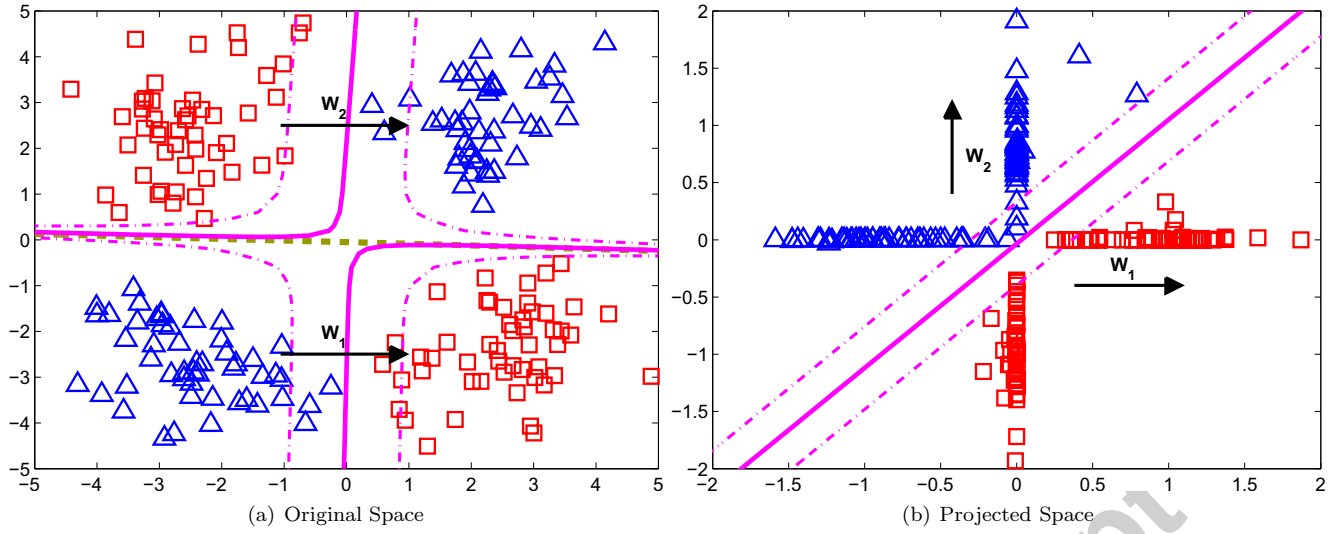 5
4
3
2
1
0
−1
−2
−3
−4
−5
−5 −4 −3 −2 −1 0 1 2 3 4 5
W2
W1
(a) Original Space
2
1.5
1
0.5
0
−0.5
−1
−1.5
−2
−2 −1.5 −1 −0.5 0 0.5 1 1.5 2
W2
W1
(b) Projected Space